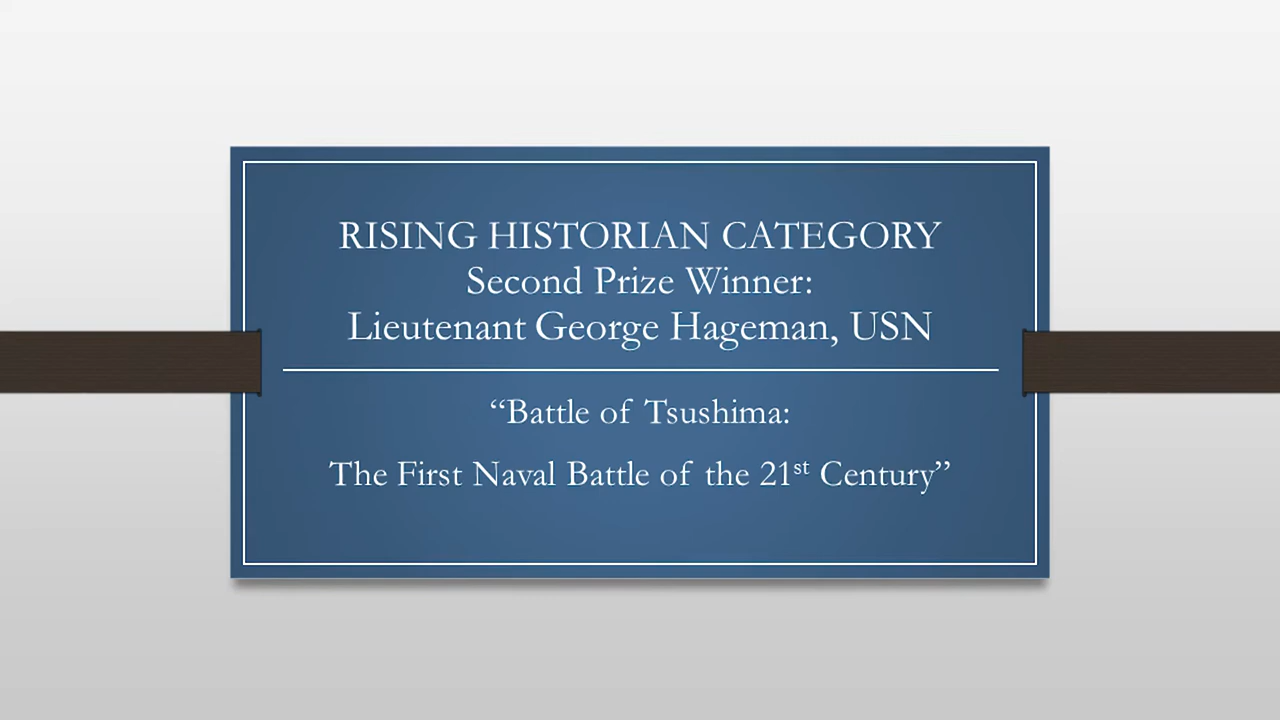 RISING HISTORIAN CATEGORY
Second Prize Winner:
Lieutenant George Hageman, USN
“Battle of Tsushima:
The First Naval Battle of the 21st Century”